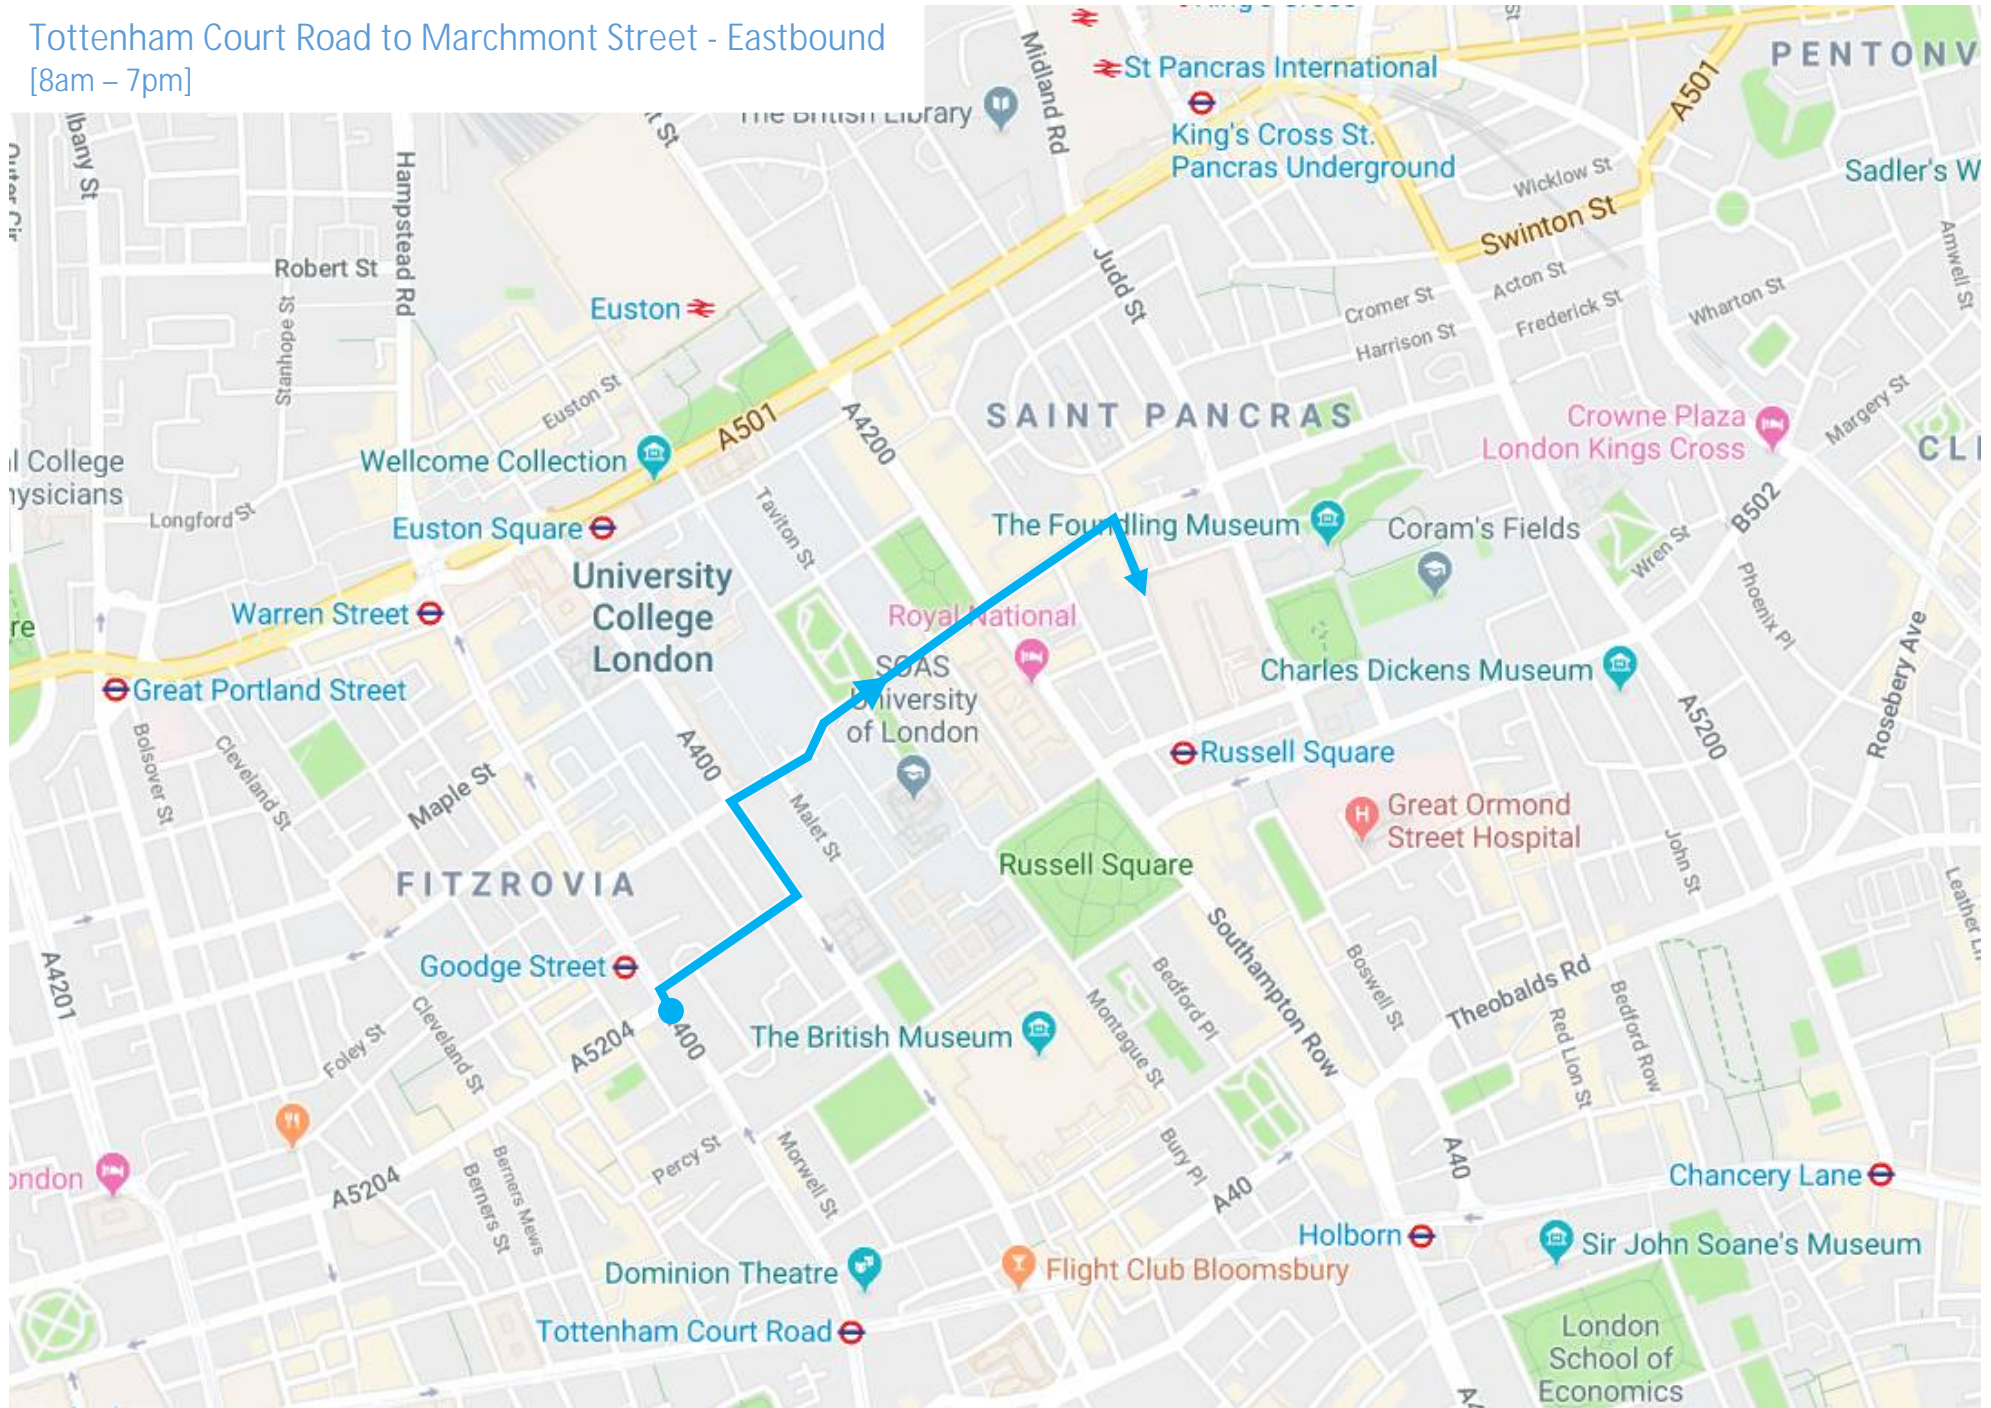 Tottenham Court Road to Marchmont Street - Eastbound
[8am – 7pm]
Midland Rd
St Pancras International
PENTONV
A501
King's Cross St.
Pancras Underground
Wicklow St
Sadler's W
Swinton St
Hampstead Rd
Robert St
Stanhope St
Euston
Judd St
Acton St
Cromer St
Frederick St
Harrison St
Wharton St
Amwell St
Euston St
A501
A4200
SAINT PANCRAS
Crowne Plaza
London Kings Cross
Margery St
Wellcome Collection
Longford St
Euston Square
Taviton St
The Foundling Museum
Coram's Fields
B502
Wren St
Phoenix Pl
University
College
London
Warren Street
Royal National
SOAS
University
of London
Charles Dickens Museum
Great Portland Street
Rosebery Ave
A5200
Bolsover St
Cleveland St
Maple St
A400
Malet St
Russell Square
Great Ormond
Street Hospital
Russell Square
John St
FITZROVIA
Goodge Street
A4201
Southampton Row
Boswell St
Theobalds Rd
Bedford Pl
Bedford Row
Red Lion St
Montague St
Foley St
Cleveland St
A5204
The British Museum
A40
Percy St
Morwell St
Berners Mews
Berners St
A5204
Bury Pl
A40
Chancery Lane
Holborn
Sir John Soane's Museum
Dominion Theatre
Flight Club Bloomsbury
Tottenham Court Road
London
School of
Economics